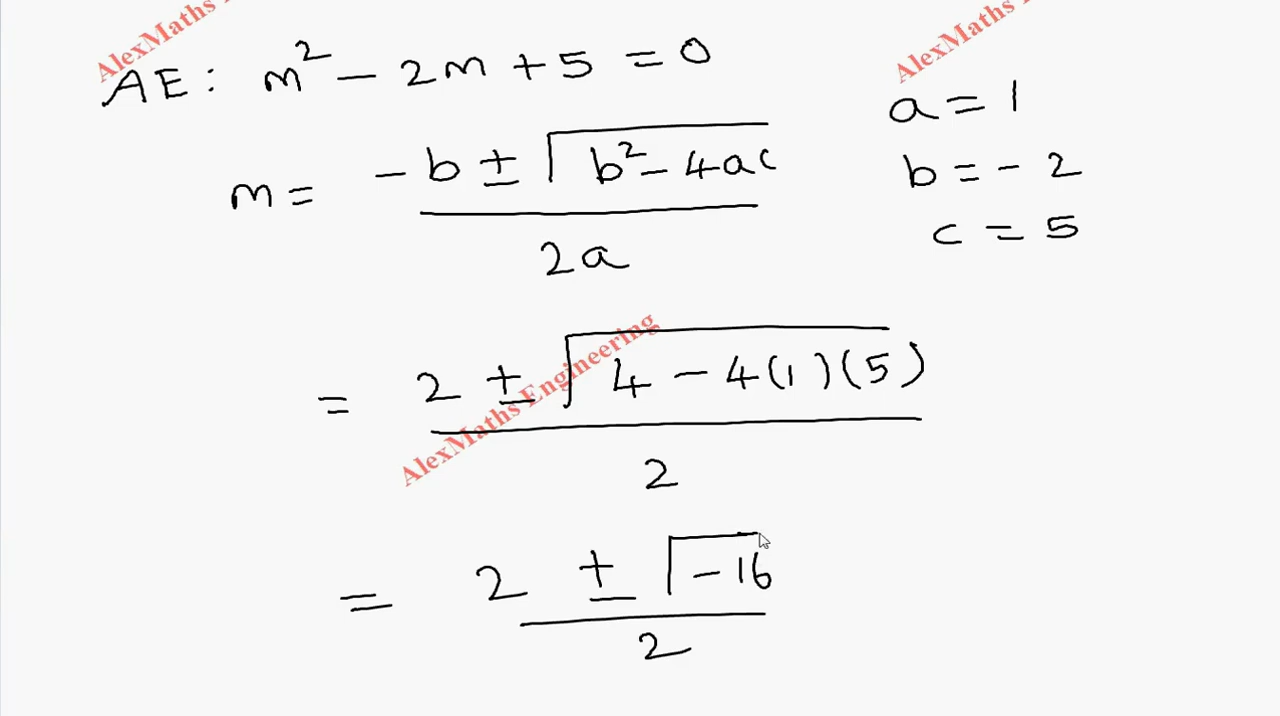 AlexMaths AlexMaths
AE: m² - 2m + 5 = 0
a = 1
m = (-b ± √(b² - 4ac)) / 2a
b = - 2
c = 5
= (2 ± √(4 - 4(1)(5))) / 2
AlexMaths Engineering
= (2 ± √(-16)) / 2